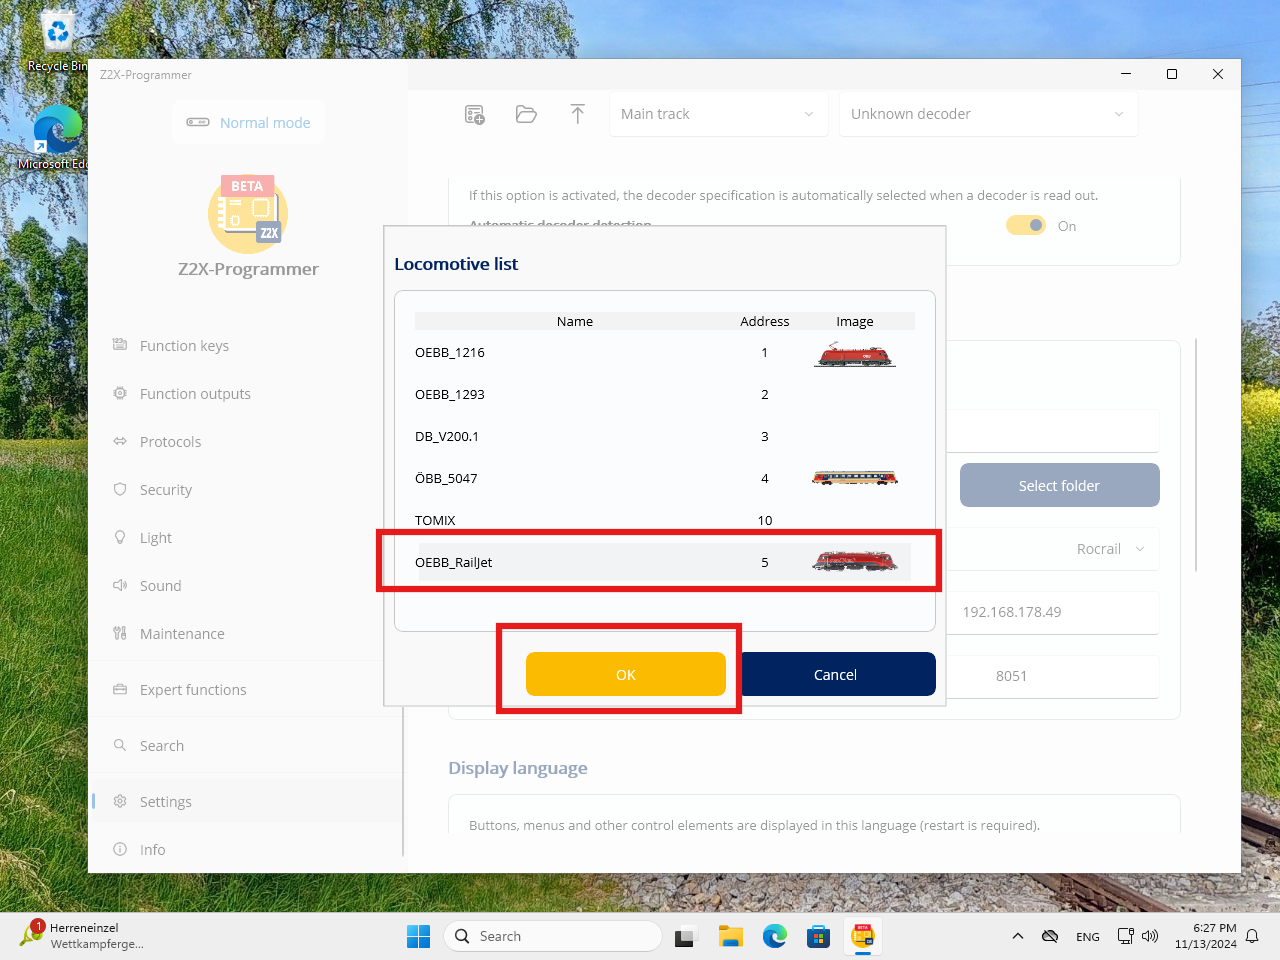 Recycle Bin
Microsoft Ed
Z2X-Programmer
Normal mode
BETA
Z2X
Z2X-Programmer
Function keys
Function outputs
Protocols
Security
Light
Sound
Maintenance
Expert functions
Search
Settings
Info
Main track
Unknown decoder
If this option is activated, the decoder specification is automatically selected when a decoder is read out.
Automatic decoder detection
On
Locomotive list
Name Address Image
OEBB_1216 1
OEBB_1293 2
DB_V200.1 3
ÖBB_5047 4
TOMIX 10
OEBB_RailJet 5
OK
Cancel
Select folder
Rocrail
192.168.178.49
8051
Display language
Buttons, menus and other control elements are displayed in this language (restart is required).
1
Herreneinzel
Wettkampferge...
Search
BETA
ENG
6:27 PM
11/13/2024